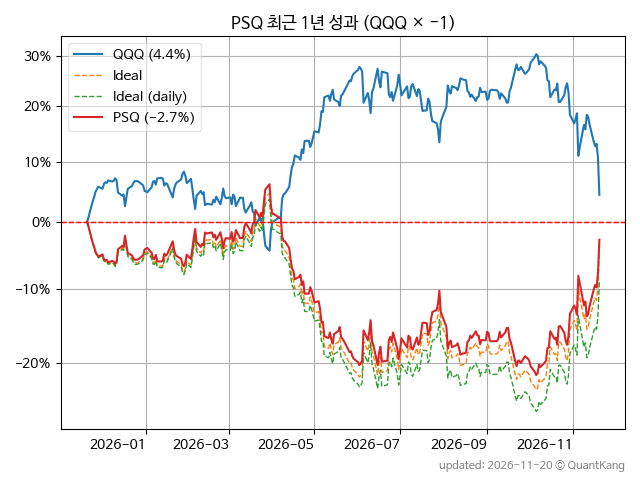 PSQ 최근 1년 성과 (QQQ × −1)
QQQ (4.4%)
Ideal
Ideal (daily)
PSQ (−2.7%)
30%
20%
10%
0%
−10%
−20%
2026-01
2026-03
2026-05
2026-07
2026-09
2026-11
updated: 2026-11-20 © QuantKang